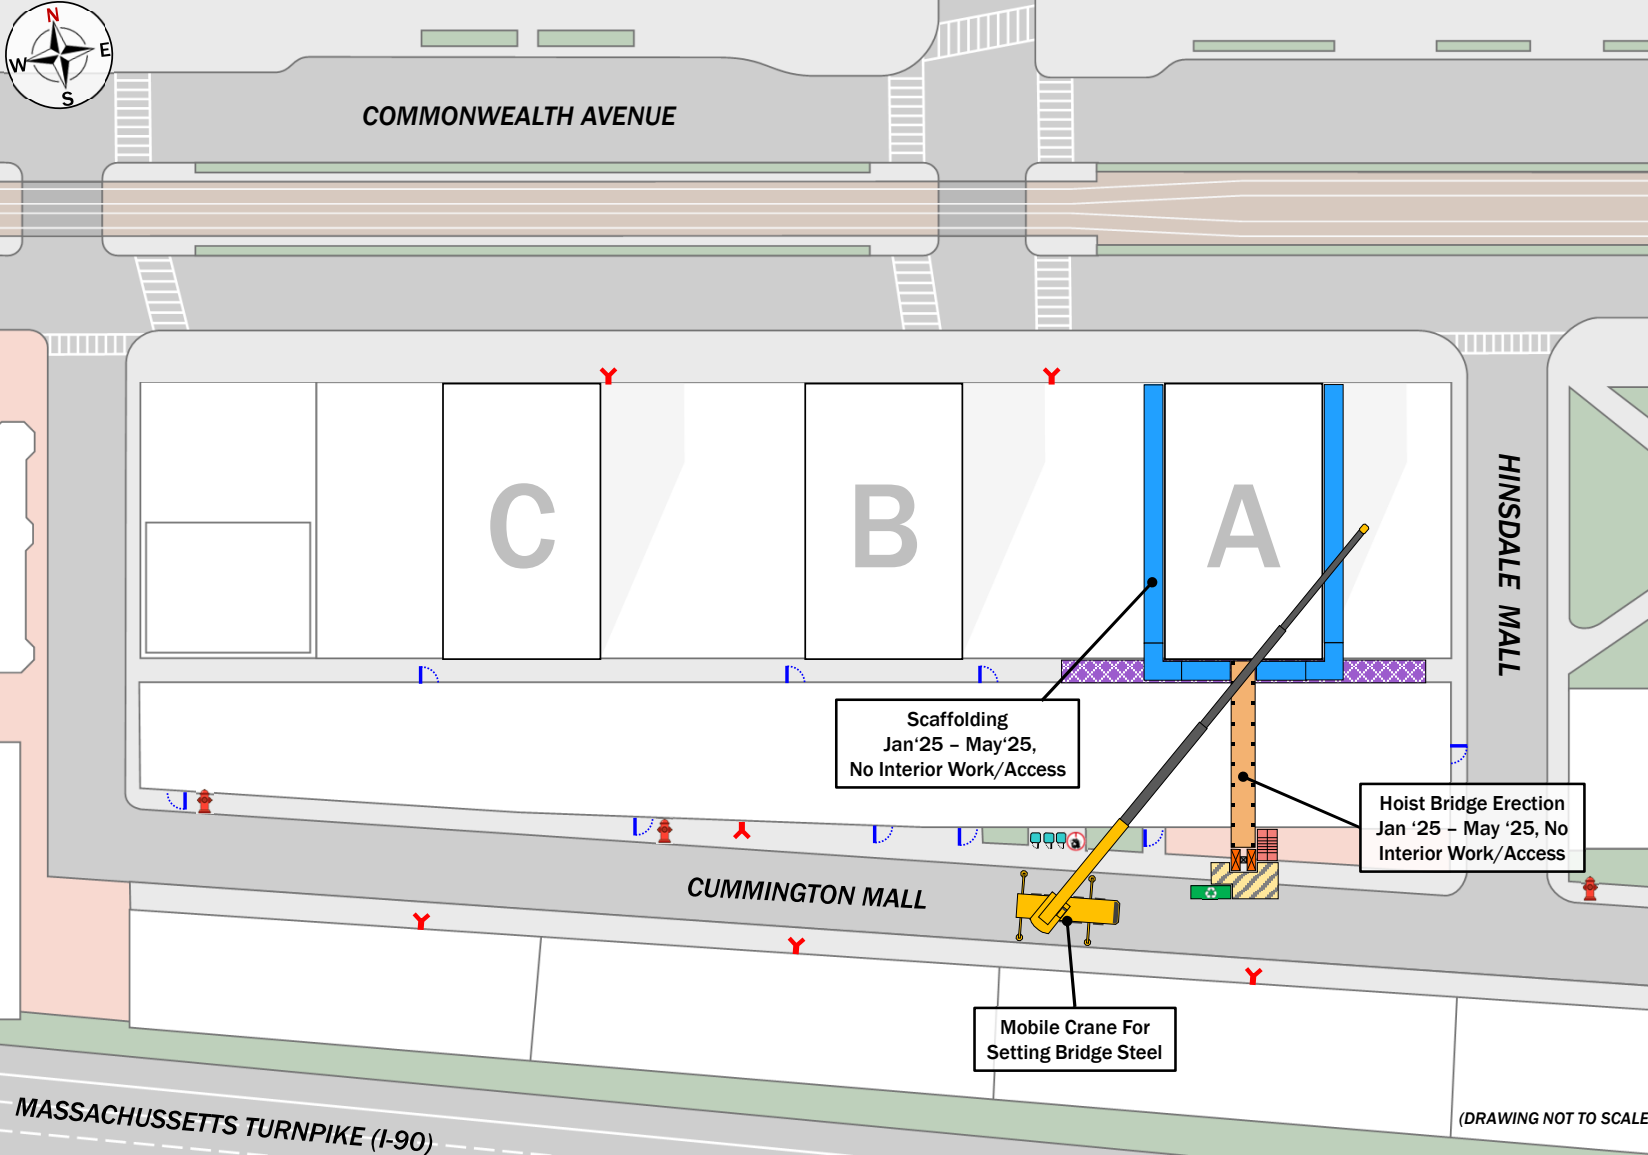 N
W E
S
COMMONWEALTH AVENUE
C
B
A
HINSDALE MALL
Scaffolding
Jan‘25 – May‘25,
No Interior Work/Access
Hoist Bridge Erection
Jan ‘25 – May ‘25, No
Interior Work/Access
CUMMINGTON MALL
Mobile Crane For
Setting Bridge Steel
MASSACHUSSETTS TURNPIKE (I-90)
(DRAWING NOT TO SCALE